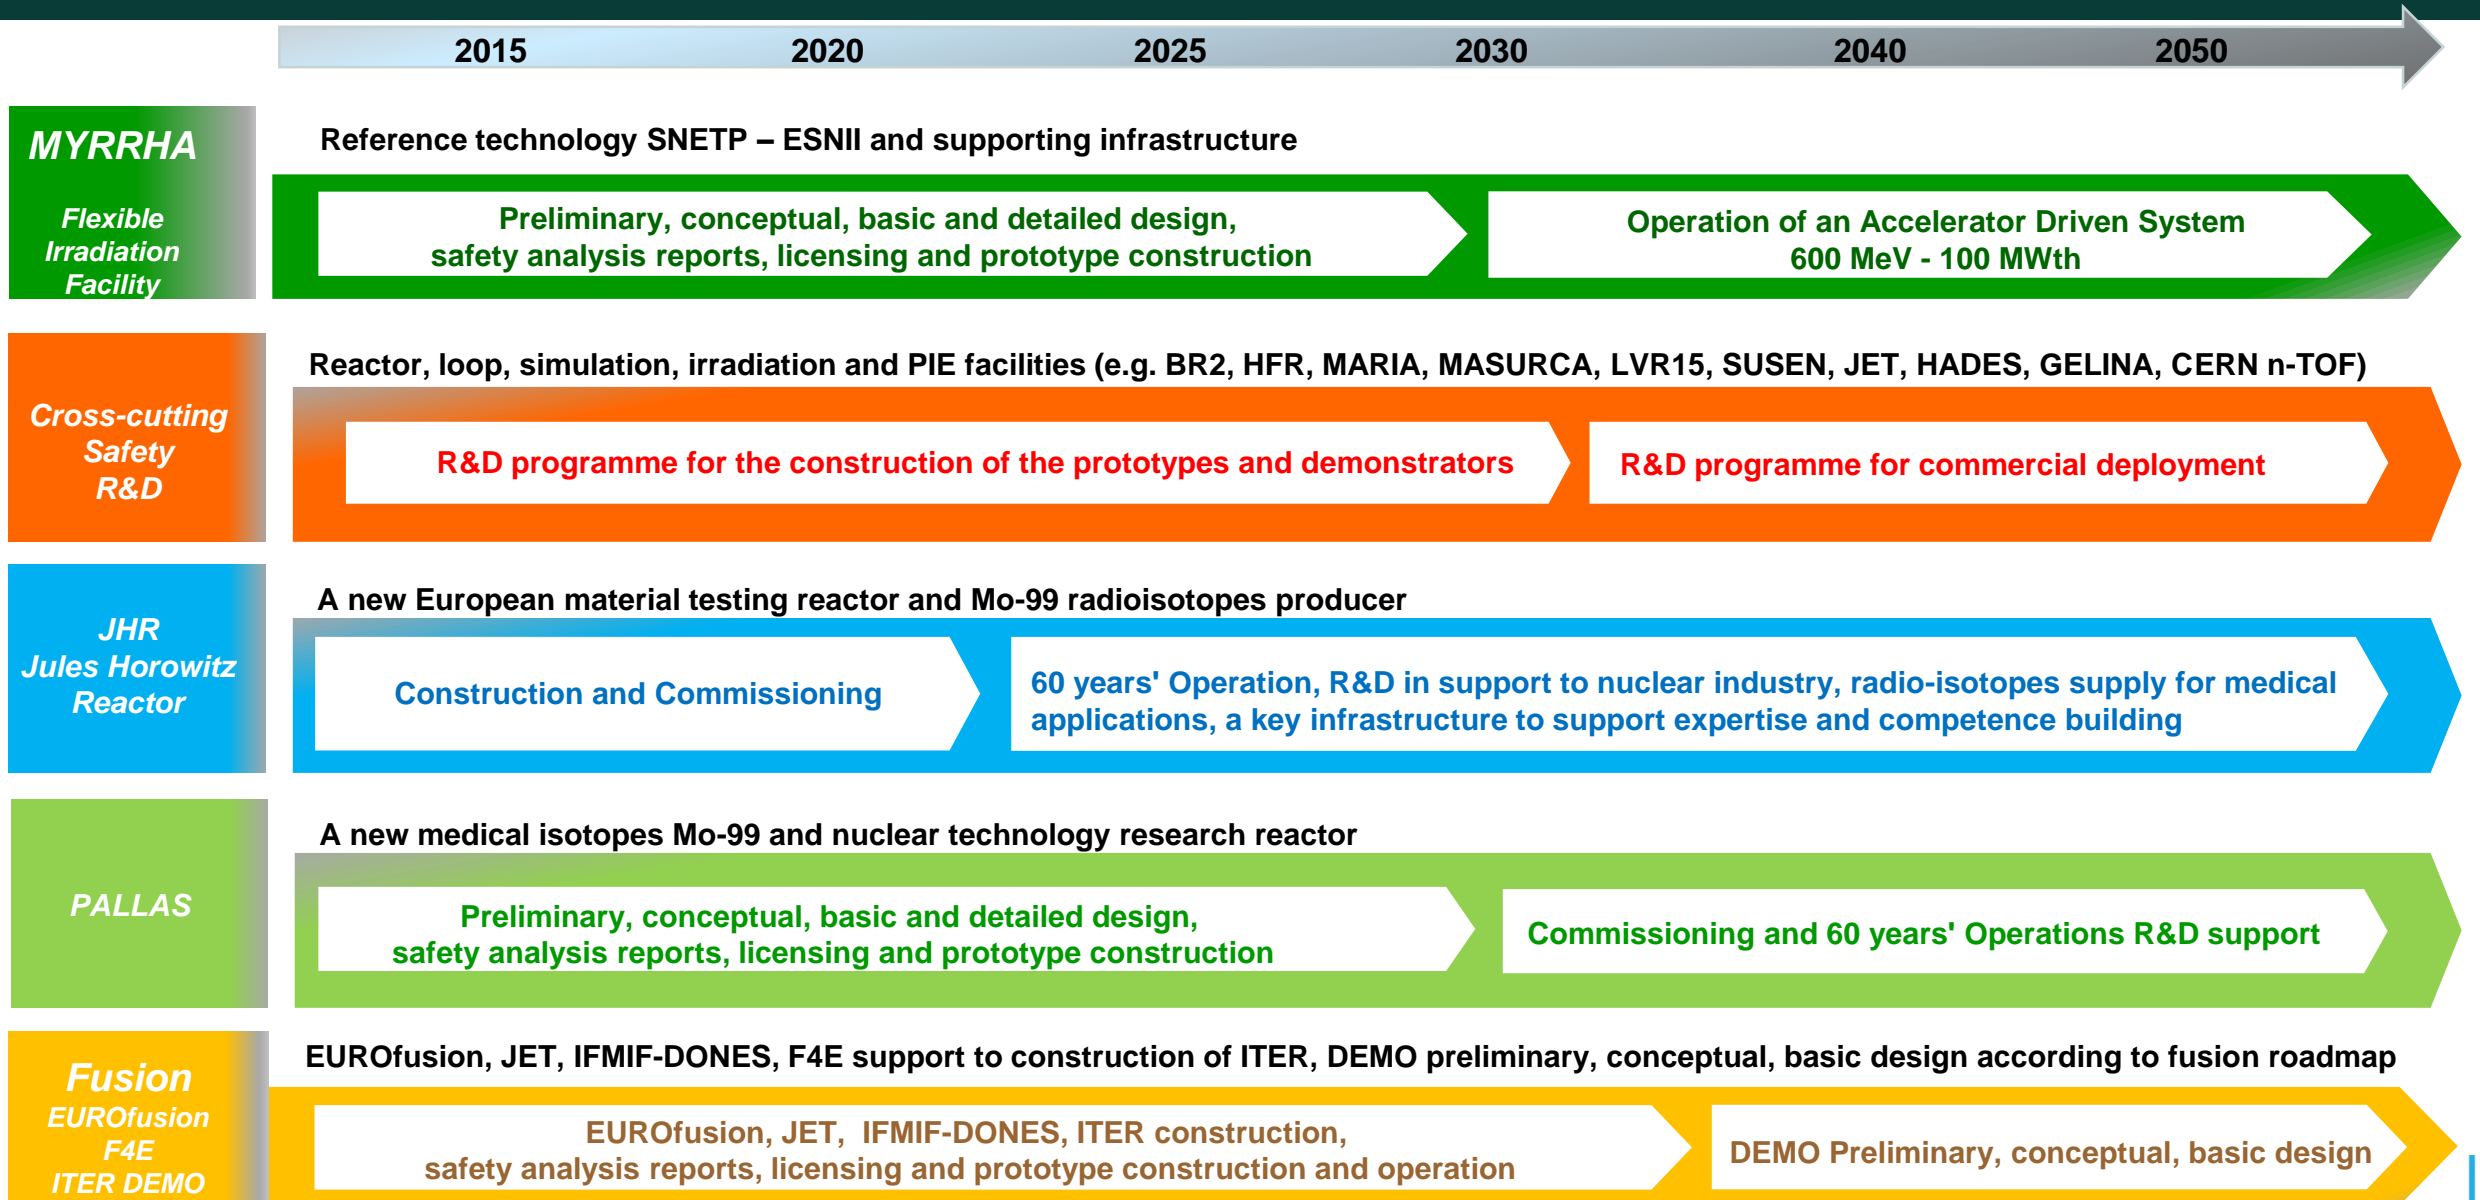 2015 2020 2025 2030 2040 2050
MYRRHA
Flexible
Irradiation
Facility
Reference technology SNETP – ESNII and supporting infrastructure
Preliminary, conceptual, basic and detailed design,
safety analysis reports, licensing and prototype construction
Operation of an Accelerator Driven System
600 MeV - 100 MWth
Cross-cutting
Safety
R&D
Reactor, loop, simulation, irradiation and PIE facilities (e.g. BR2, HFR, MARIA, MASURCA, LVR15, SUSEN, JET, HADES, GELINA, CERN n-TOF)
R&D programme for the construction of the prototypes and demonstrators
R&D programme for commercial deployment
JHR
Jules Horowitz
Reactor
A new European material testing reactor and Mo-99 radioisotopes producer
Construction and Commissioning
60 years' Operation, R&D in support to nuclear industry, radio-isotopes supply for medical
applications, a key infrastructure to support expertise and competence building
PALLAS
A new medical isotopes Mo-99 and nuclear technology research reactor
Preliminary, conceptual, basic and detailed design,
safety analysis reports, licensing and prototype construction
Commissioning and 60 years' Operations R&D support
Fusion
EUROfusion
F4E
ITER DEMO
EUROfusion, JET, IFMIF-DONES, F4E support to construction of ITER, DEMO preliminary, conceptual, basic design according to fusion roadmap
EUROfusion, JET, IFMIF-DONES, ITER construction,
safety analysis reports, licensing and prototype construction and operation
DEMO Preliminary, conceptual, basic design